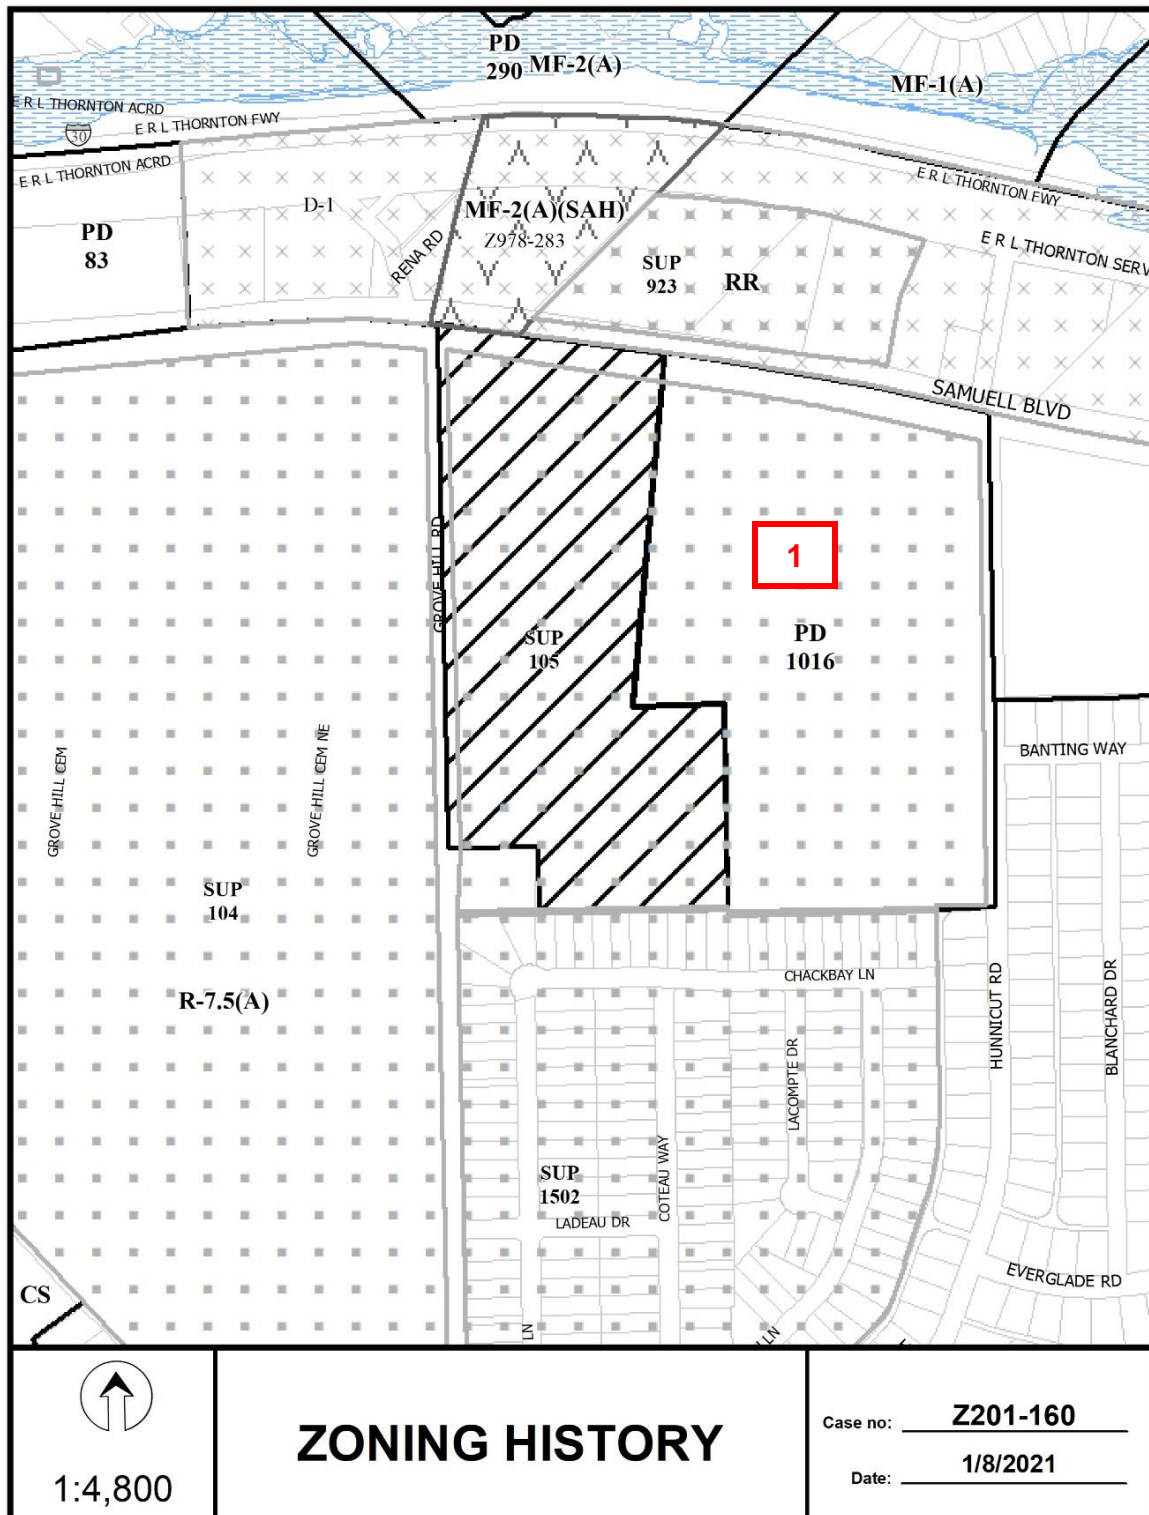 PD
290 MF-2(A)
MF-1(A)
E R L THORNTON ACRD
30
E R L THORNTON FWY
E R L THORNTON ACRD
E R L THORNTON FWY
D-1
MF-2(A)(SAH)
Z978-283
PD
83
RENA RD
SUP
923
RR
E R L THORNTON SERV
SAMUELL BLVD
GROVE HILL RD
1
SUP
105
PD
1016
GROVE HILL CEM
GROVE HILL CEM NE
BANTING WAY
SUP
104
R-7.5(A)
CHACKBAY LN
HUNNICUT RD
BLANCHARD DR
LACOMPTE DR
COTEAU WAY
SUP
1502
LADEAU DR
EVERGLADE RD
CS
LN
LN
1:4,800
ZONING HISTORY
Case no: Z201-160
Date: 1/8/2021